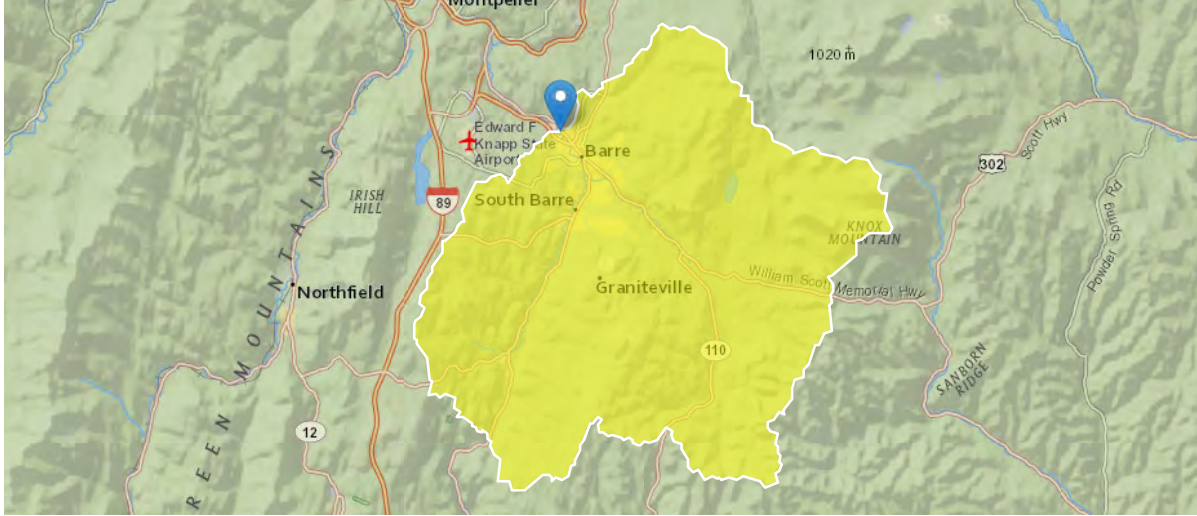 Montpelier
1020 m
Edward F
Knapp State
Airport
Barre
Scott Hwy
302
IRISH
HILL
89
South Barre
Powder Spring Rd
KNOX
MOUNTAIN
William Scott Memorial Hwy
Graniteville
Northfield
110
SANBORN
RIDGE
12
REEN MOUNTAINS